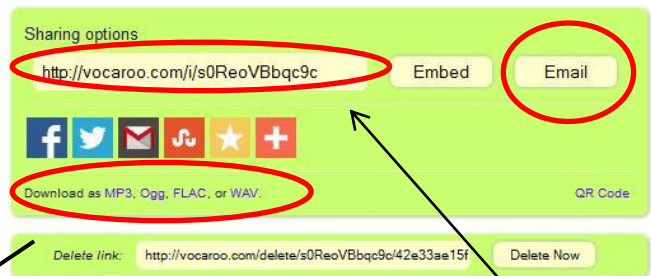 Sharing options
http://vocaroo.com/i/s0ReoVBbqc9c Embed Email
Download as MP3, Ogg, FLAC, or WAV. QR Code
Delete link: http://vocaroo.com/delete/s0ReoVBbqc9c/42e33ae15f Delete Now